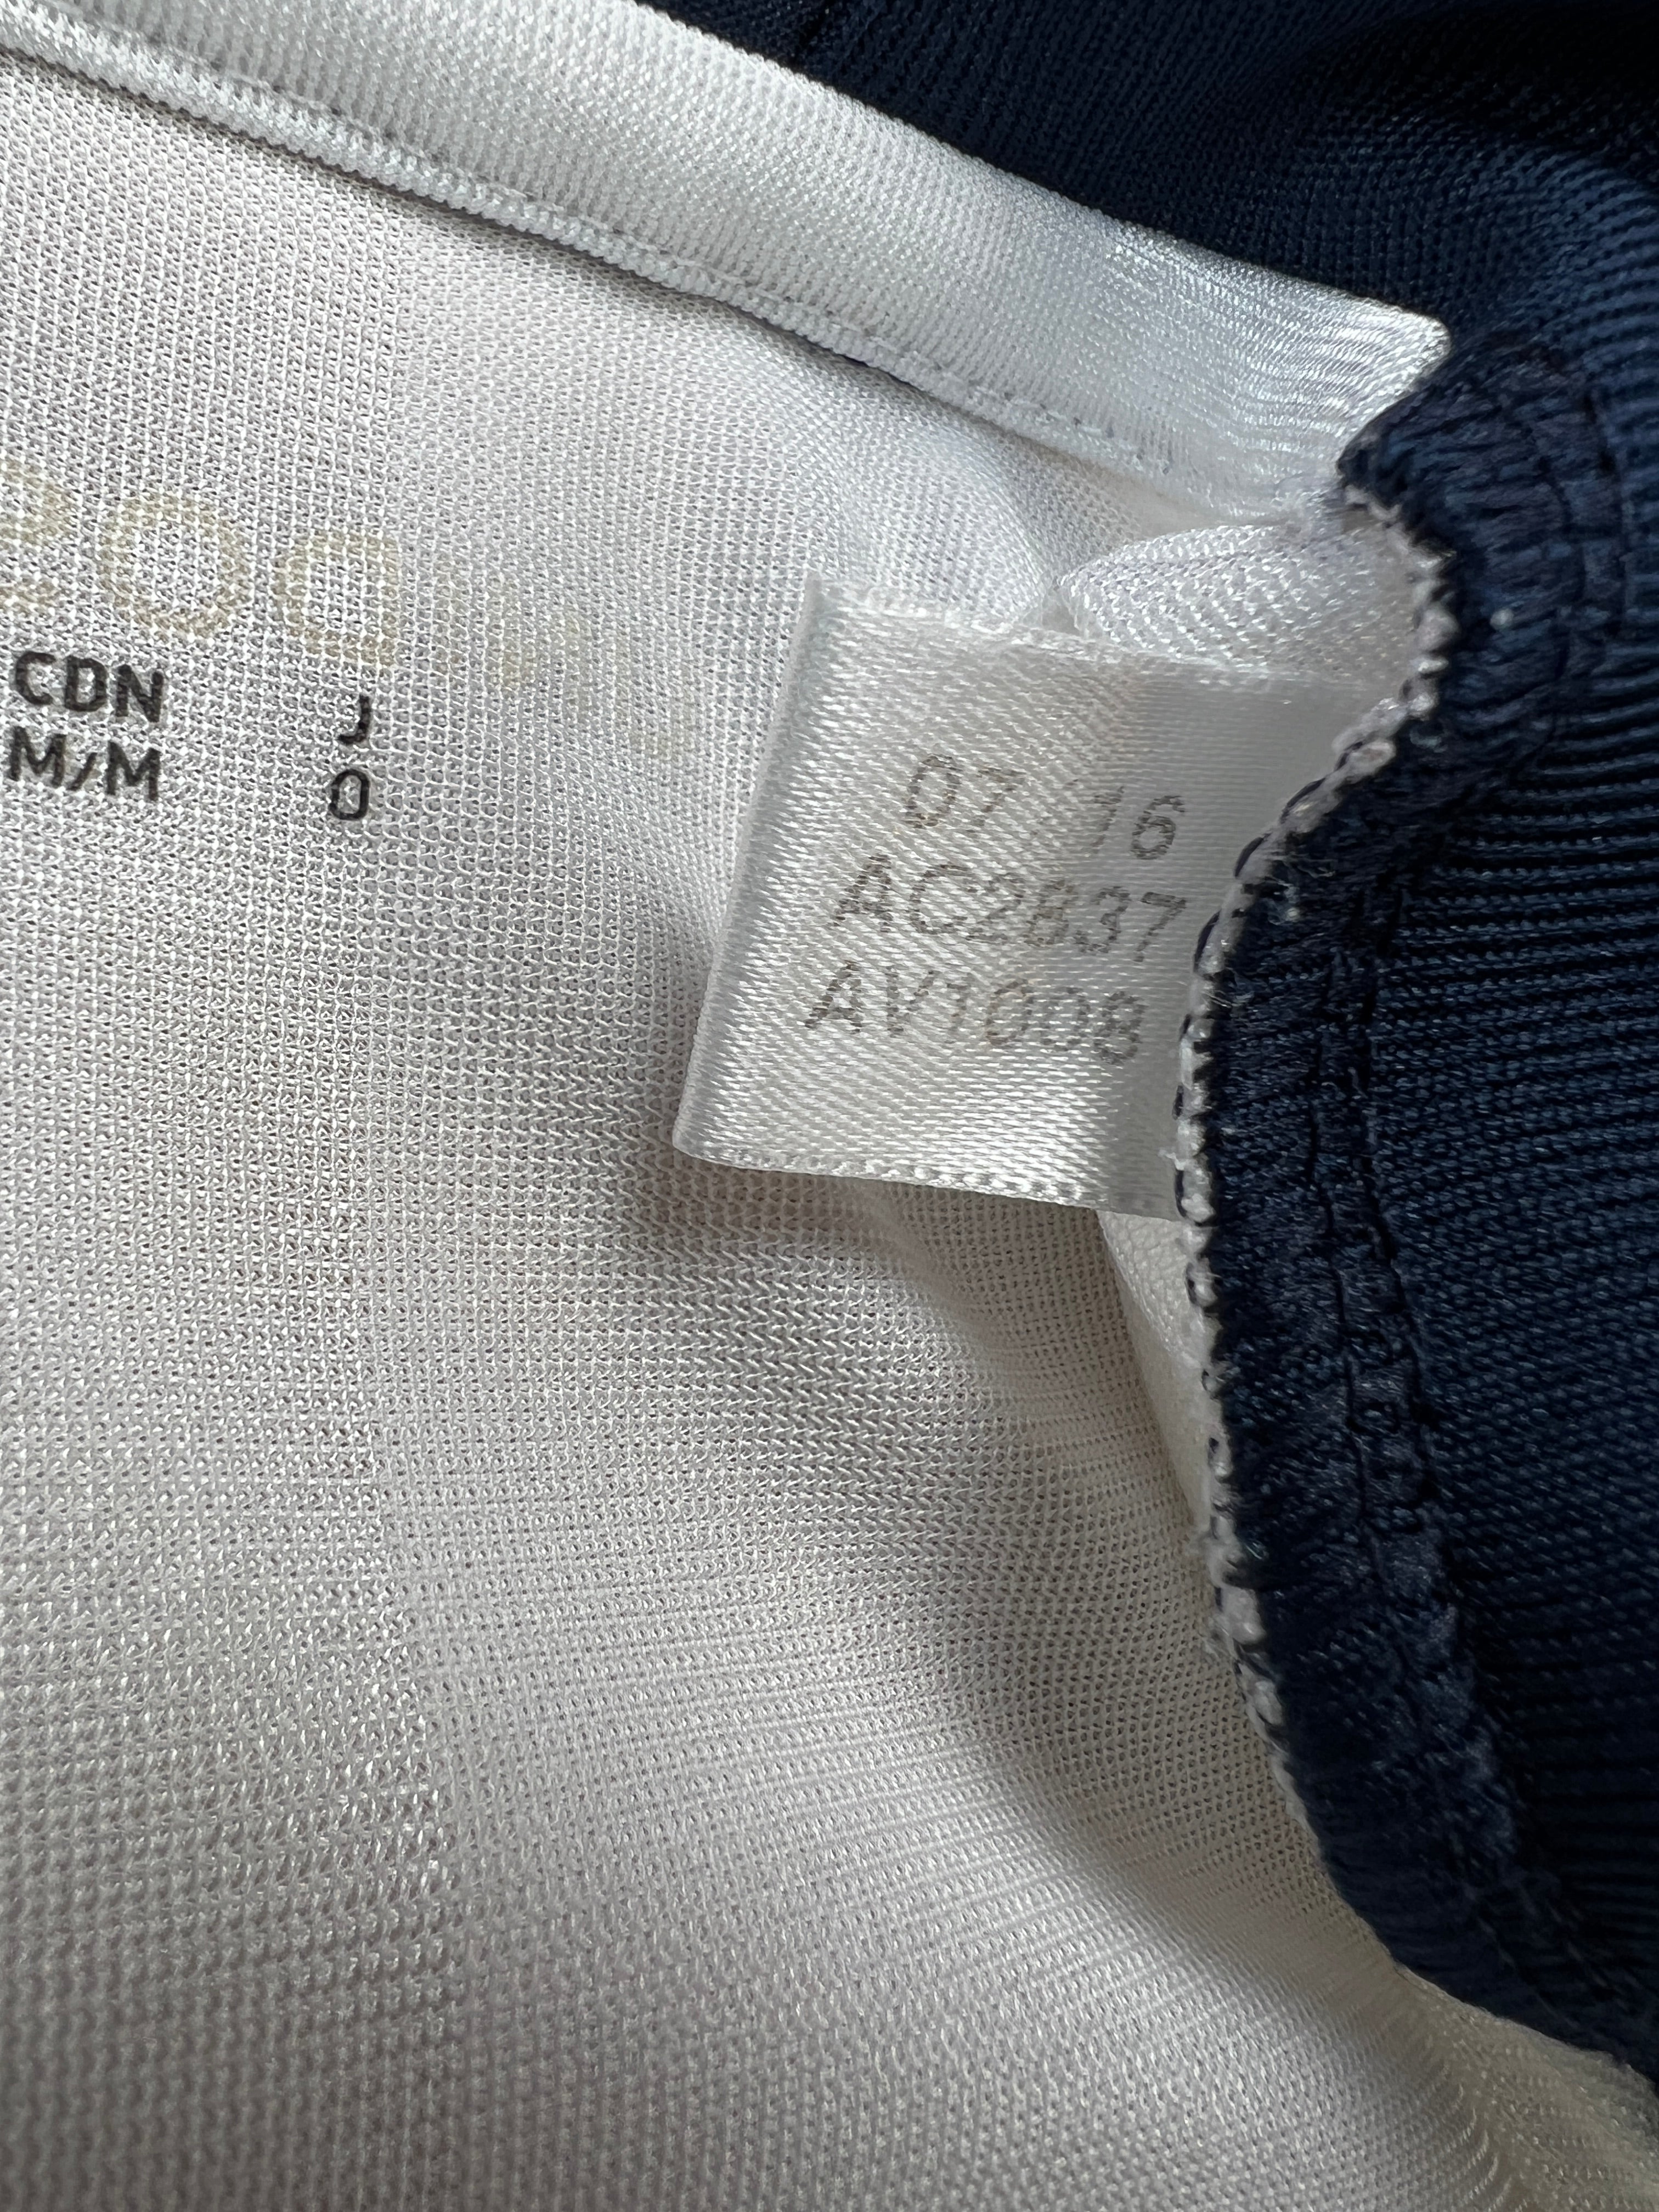 CDN J
M/M O
07 16
AC2637
AV1008